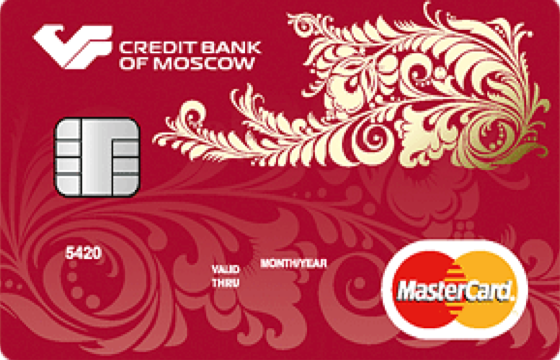 CREDIT BANK
OF MOSCOW
5420
MONTH/YEAR
VALID
THRU
MasterCard